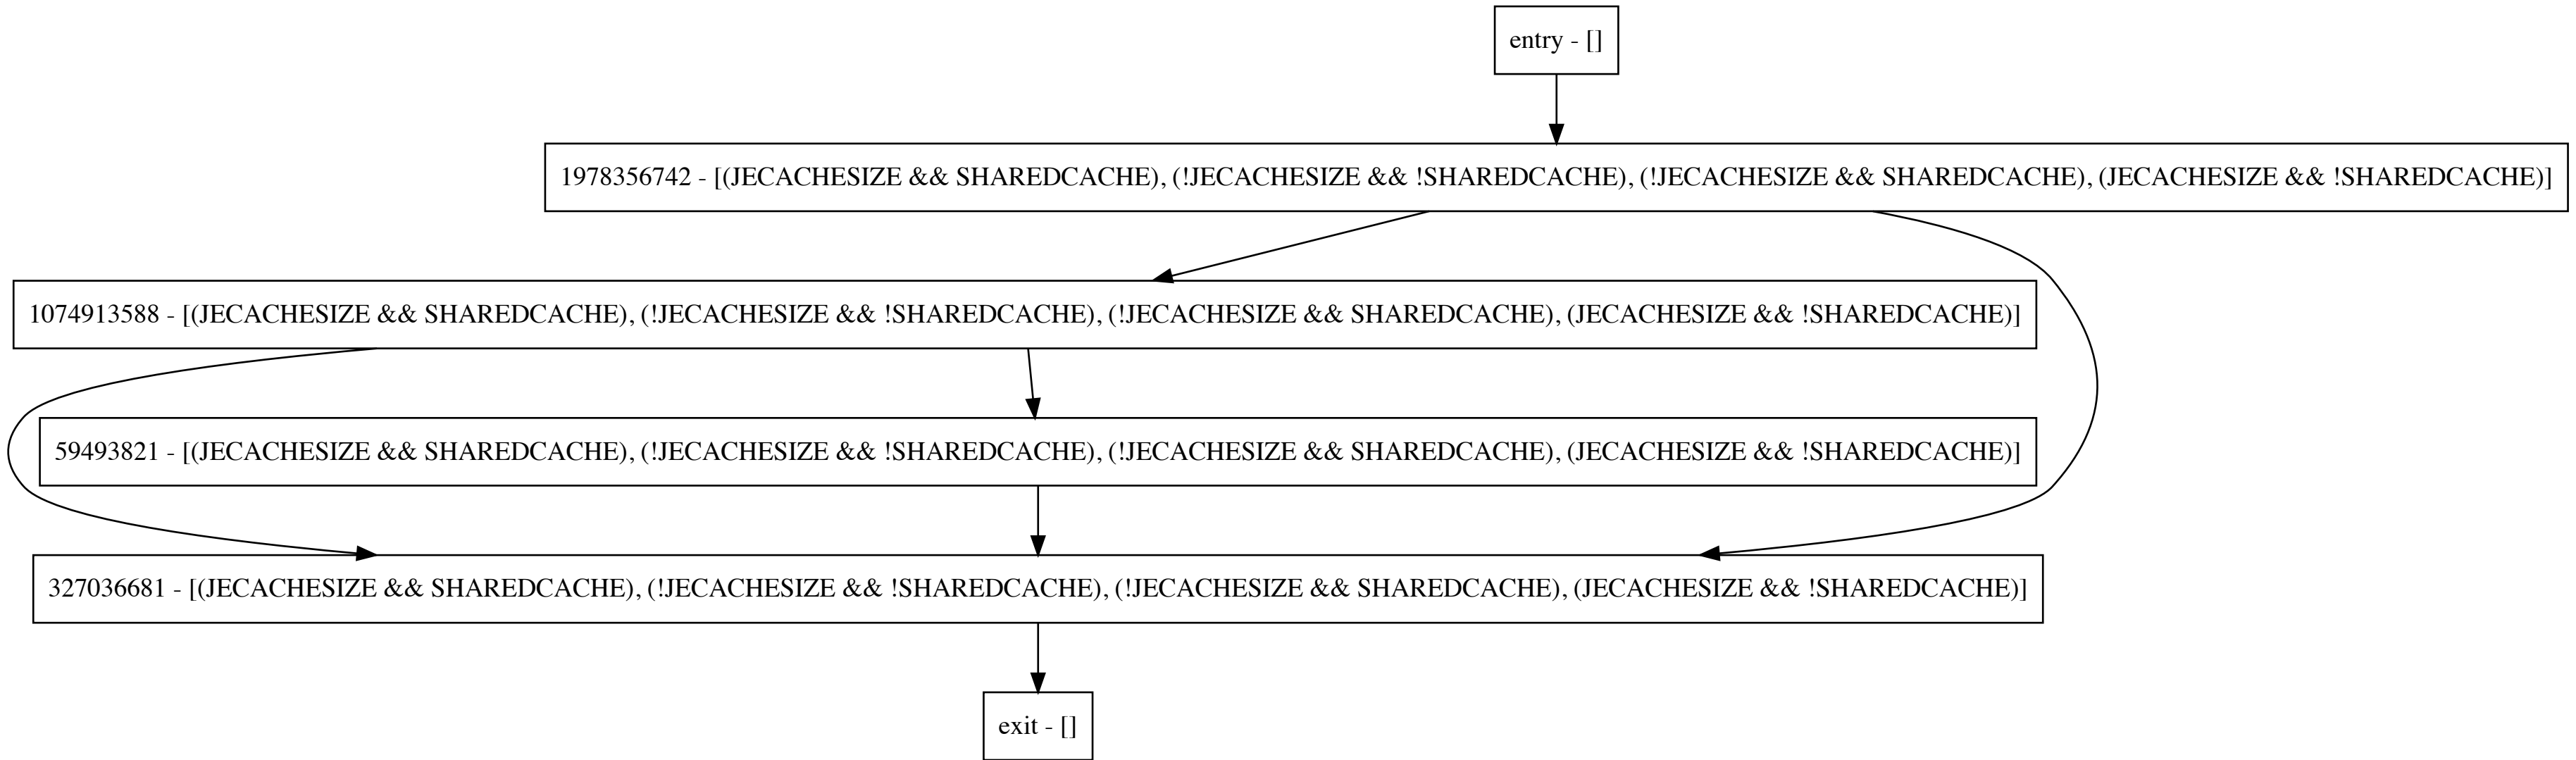 entry - []
1978356742 - [(JECACHESIZE && SHAREDCACHE), (!JECACHESIZE && !SHAREDCACHE), (!JECACHESIZE && SHAREDCACHE), (JECACHESIZE && !SHAREDCACHE)]
1074913588 - [(JECACHESIZE && SHAREDCACHE), (!JECACHESIZE && !SHAREDCACHE), (!JECACHESIZE && SHAREDCACHE), (JECACHESIZE && !SHAREDCACHE)]
59493821 - [(JECACHESIZE && SHAREDCACHE), (!JECACHESIZE && !SHAREDCACHE), (!JECACHESIZE && SHAREDCACHE), (JECACHESIZE && !SHAREDCACHE)]
327036681 - [(JECACHESIZE && SHAREDCACHE), (!JECACHESIZE && !SHAREDCACHE), (!JECACHESIZE && SHAREDCACHE), (JECACHESIZE && !SHAREDCACHE)]
exit - []